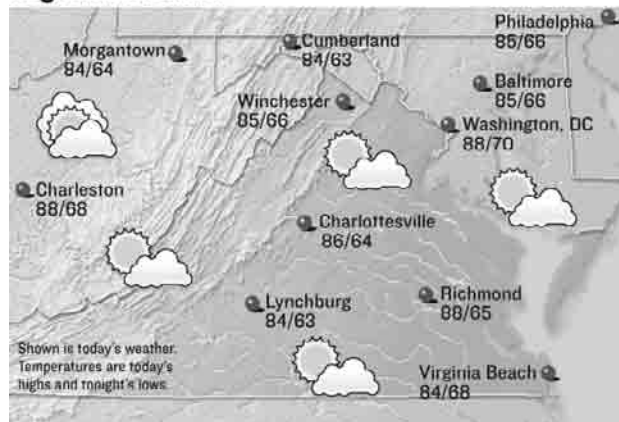 Philadelphia
85/66
Morgantown
84/64
Cumberland
84/63
Baltimore
85/66
Winchester
85/66
Washington, DC
88/70
Charleston
88/68
Charlottesville
86/64
Lynchburg
84/63
Richmond
88/65
Shown is today's weather.
Temperatures are today's
highs and tonight's lows.
Virginia Beach
84/68